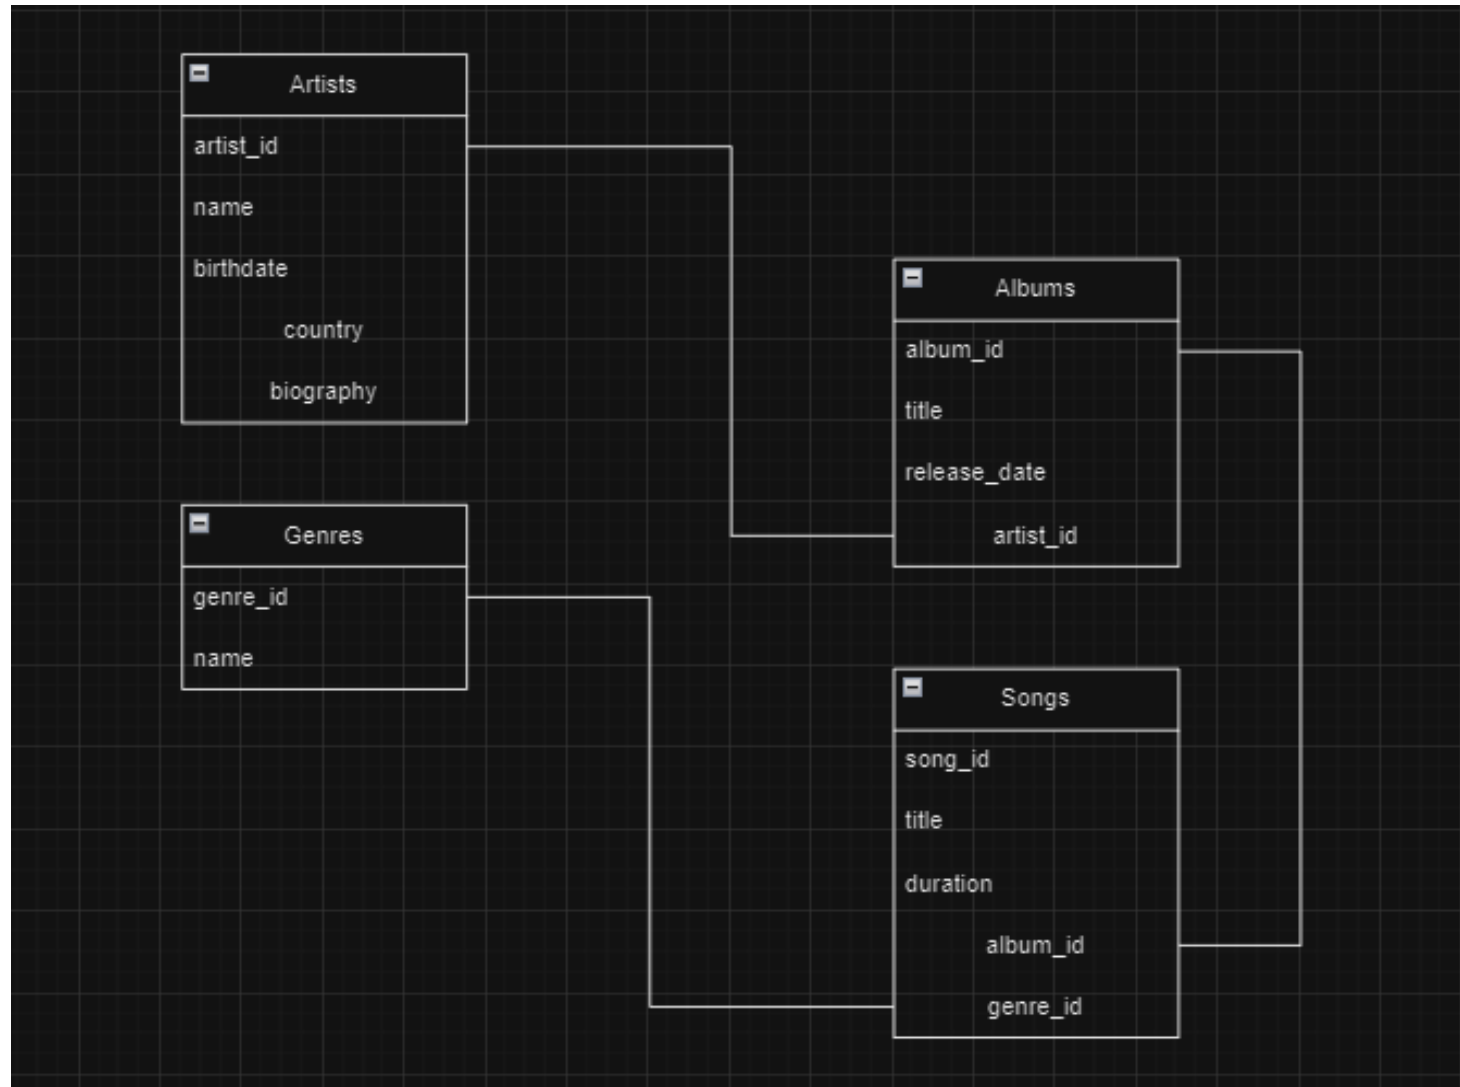 Artists
artist_id
name
birthdate
country
biography
Genres
genre_id
name
Albums
album_id
title
release_date
artist_id
Songs
song_id
title
duration
album_id
genre_id